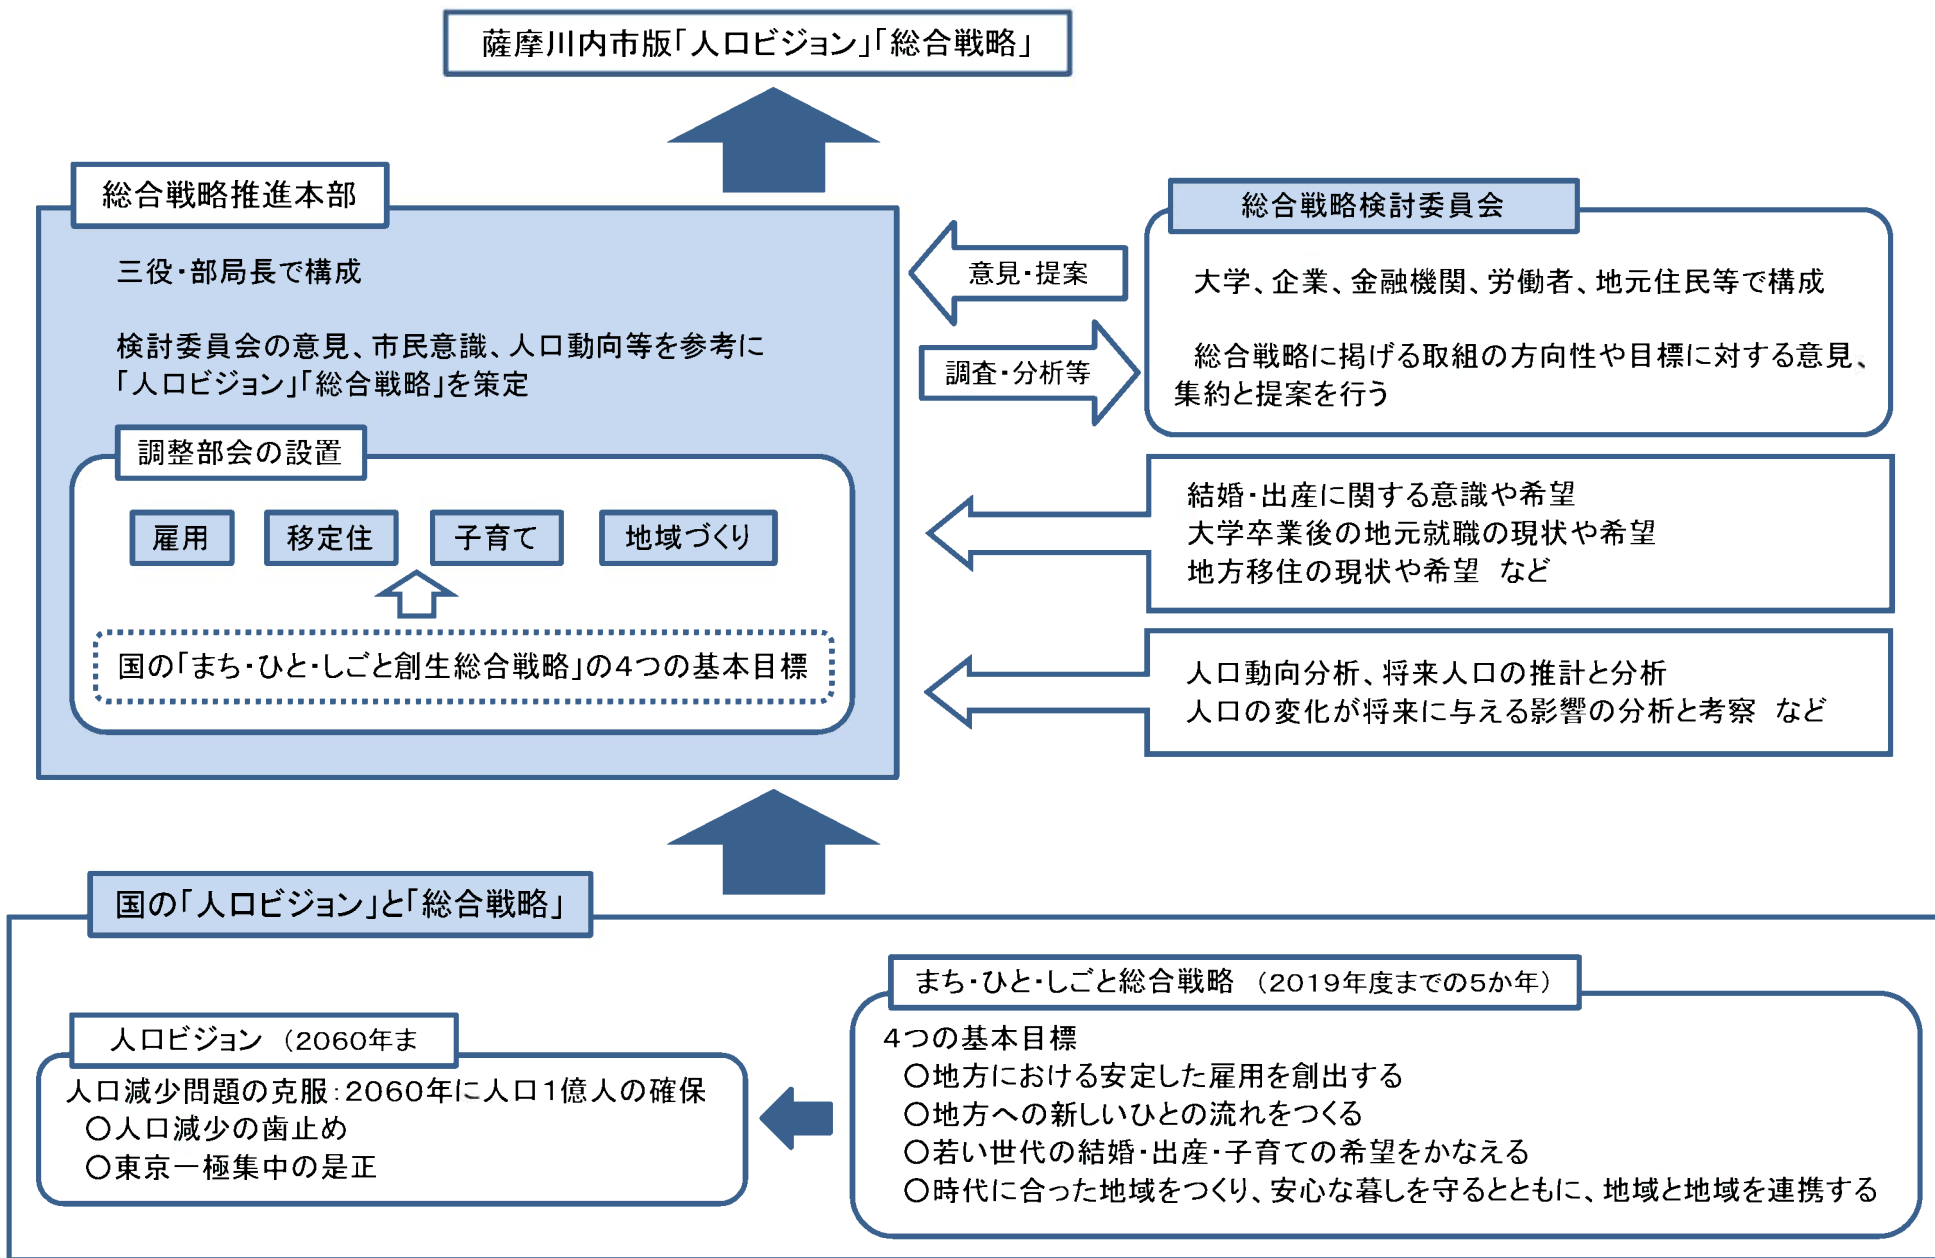 薩摩川内市版「人口ビジョン」「総合戦略」
総合戦略推進本部
三役・部局長で構成
検討委員会の意見、市民意識、人口動向等を参考に
「人口ビジョン」「総合戦略」を策定
調整部会の設置
雇用
移定住
子育て
地域づくり
国の「まち・ひと・しごと創生総合戦略」の4つの基本目標
意見・提案
調査・分析等
総合戦略検討委員会
大学、企業、金融機関、労働者、地元住民等で構成
総合戦略に掲げる取組の方向性や目標に対する意見、
集約と提案を行う
結婚・出産に関する意識や希望
大学卒業後の地元就職の現状や希望
地方移住の現状や希望 など
人口動向分析、将来人口の推計と分析
人口の変化が将来に与える影響の分析と考察 など
国の「人口ビジョン」と「総合戦略」
人口ビジョン (2060年ま
人口減少問題の克服：2060年に人口1億人の確保
○人口減少の歯止め
○東京一極集中の是正
まち・ひと・しごと総合戦略 (2019年度までの5か年)
4つの基本目標
○地方における安定した雇用を創出する
○地方への新しいひとの流れをつくる
○若い世代の結婚・出産・子育ての希望をかなえる
○時代に合った地域をつくり、安心な暮しを守るとともに、地域と地域を連携する